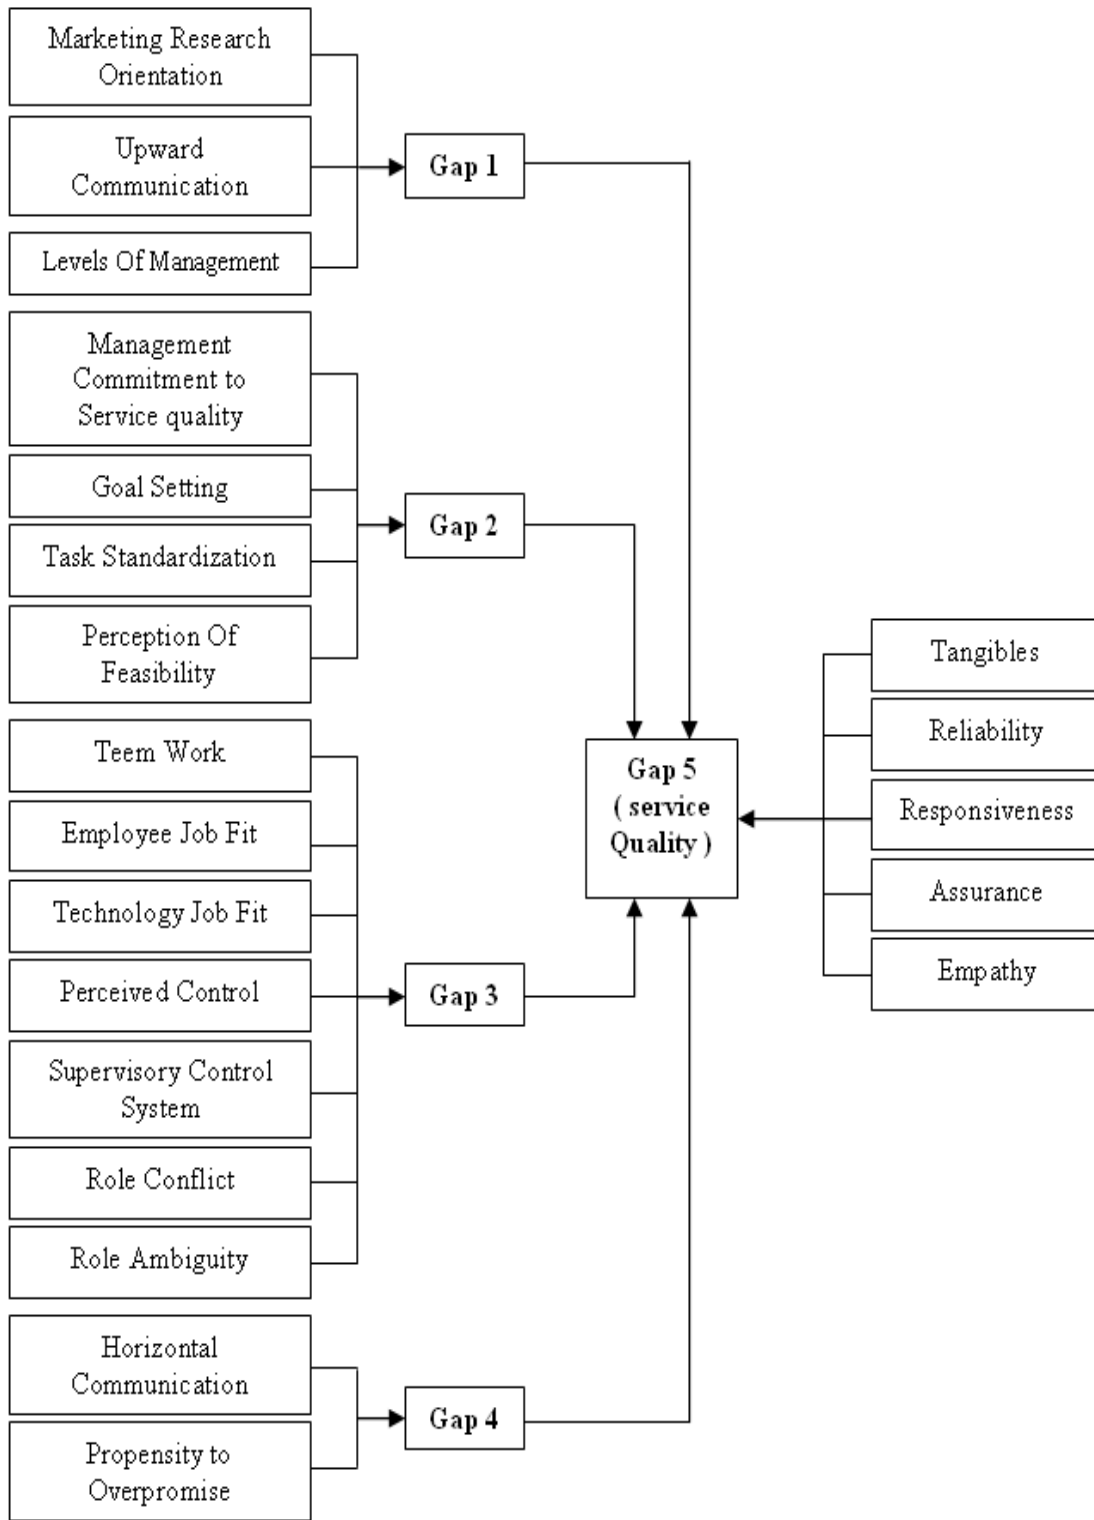 Marketing Research
Orientation
Upward
Communication
Levels Of Management
Gap 1
Management
Commitment to
Service quality
Goal Setting
Task Standardization
Perception Of
Feasibility
Gap 2
Teem Work
Employee Job Fit
Technology Job Fit
Perceived Control
Supervisory Control
System
Role Conflict
Role Ambiguity
Gap 3
Horizontal
Communication
Propensity to
Overpromise
Gap 4
Gap 5
( service
Quality )
Tangibles
Reliability
Responsiveness
Assurance
Empathy